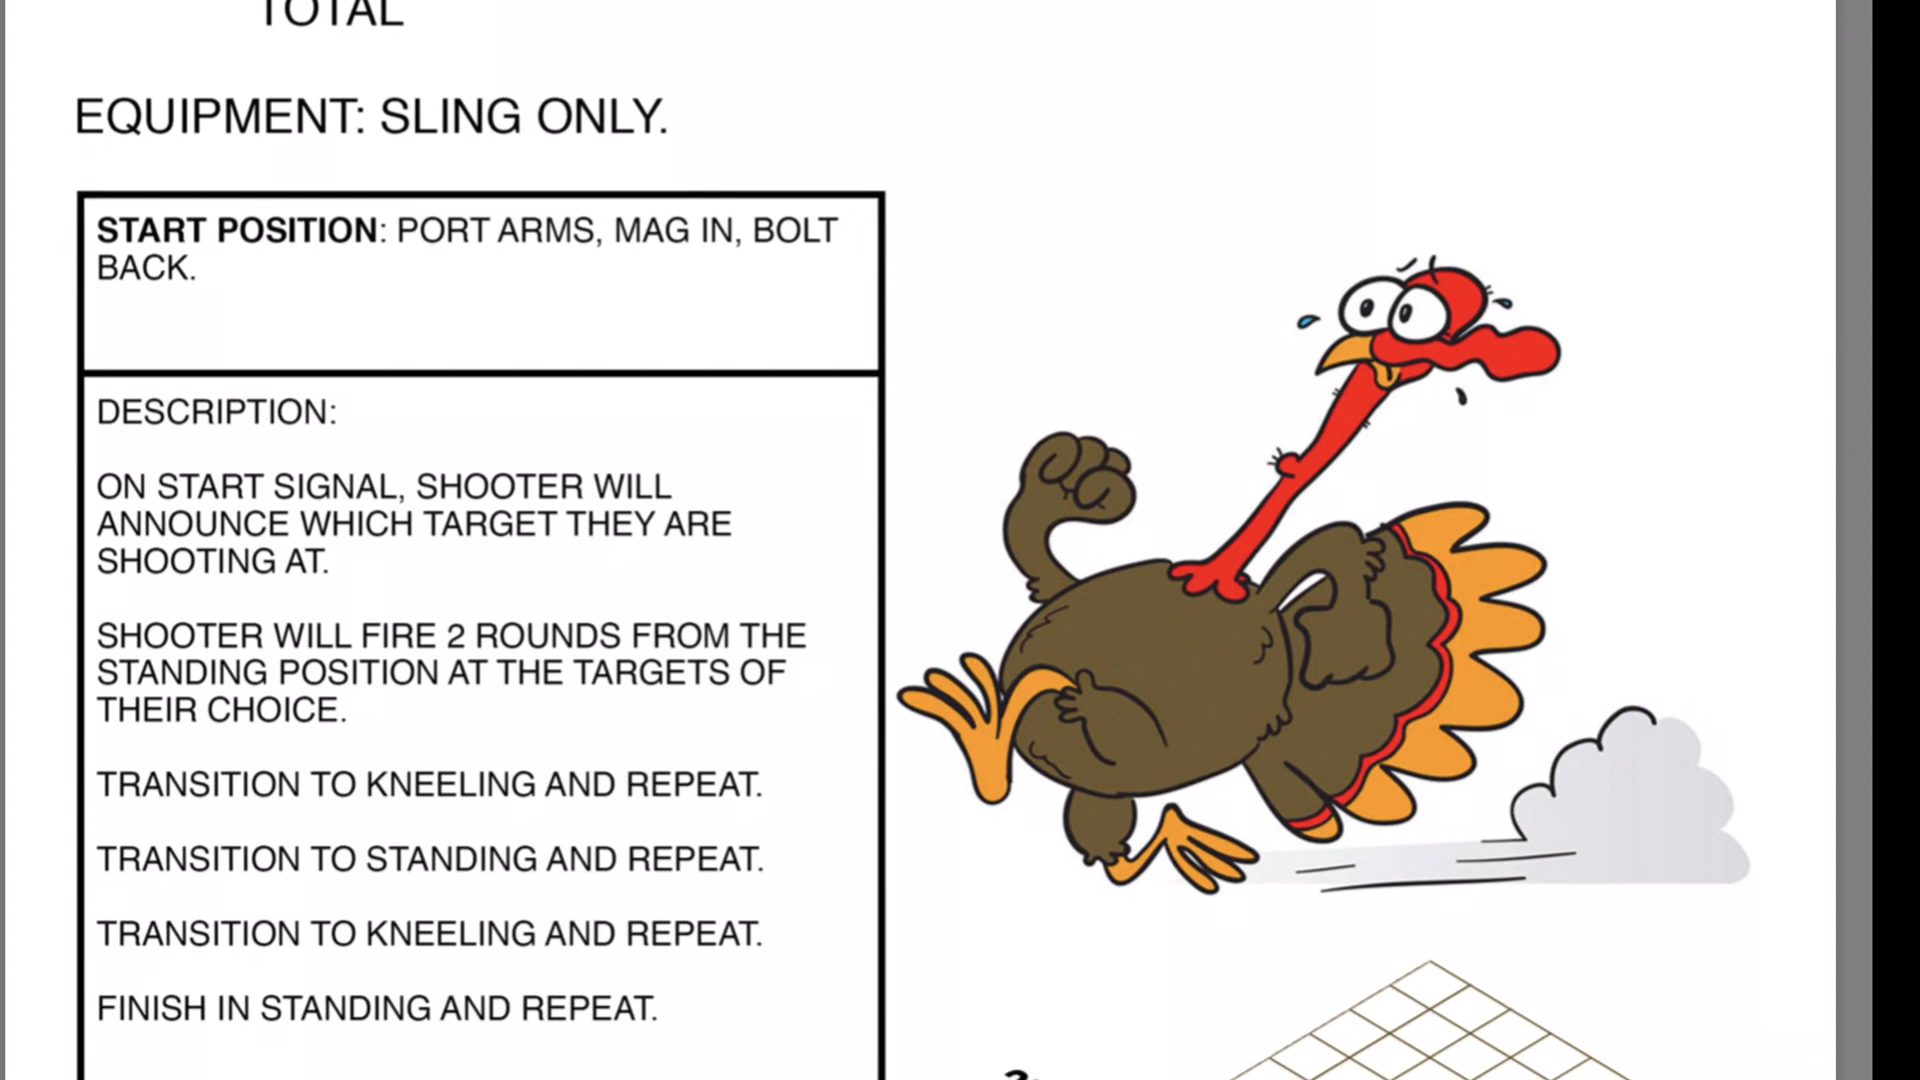 TOTAL
EQUIPMENT: SLING ONLY.
START POSITION: PORT ARMS, MAG IN, BOLT
BACK.
DESCRIPTION:
ON START SIGNAL, SHOOTER WILL
ANNOUNCE WHICH TARGET THEY ARE
SHOOTING AT.
SHOOTER WILL FIRE 2 ROUNDS FROM THE
STANDING POSITION AT THE TARGETS OF
THEIR CHOICE.
TRANSITION TO KNEELING AND REPEAT.
TRANSITION TO STANDING AND REPEAT.
TRANSITION TO KNEELING AND REPEAT.
FINISH IN STANDING AND REPEAT.